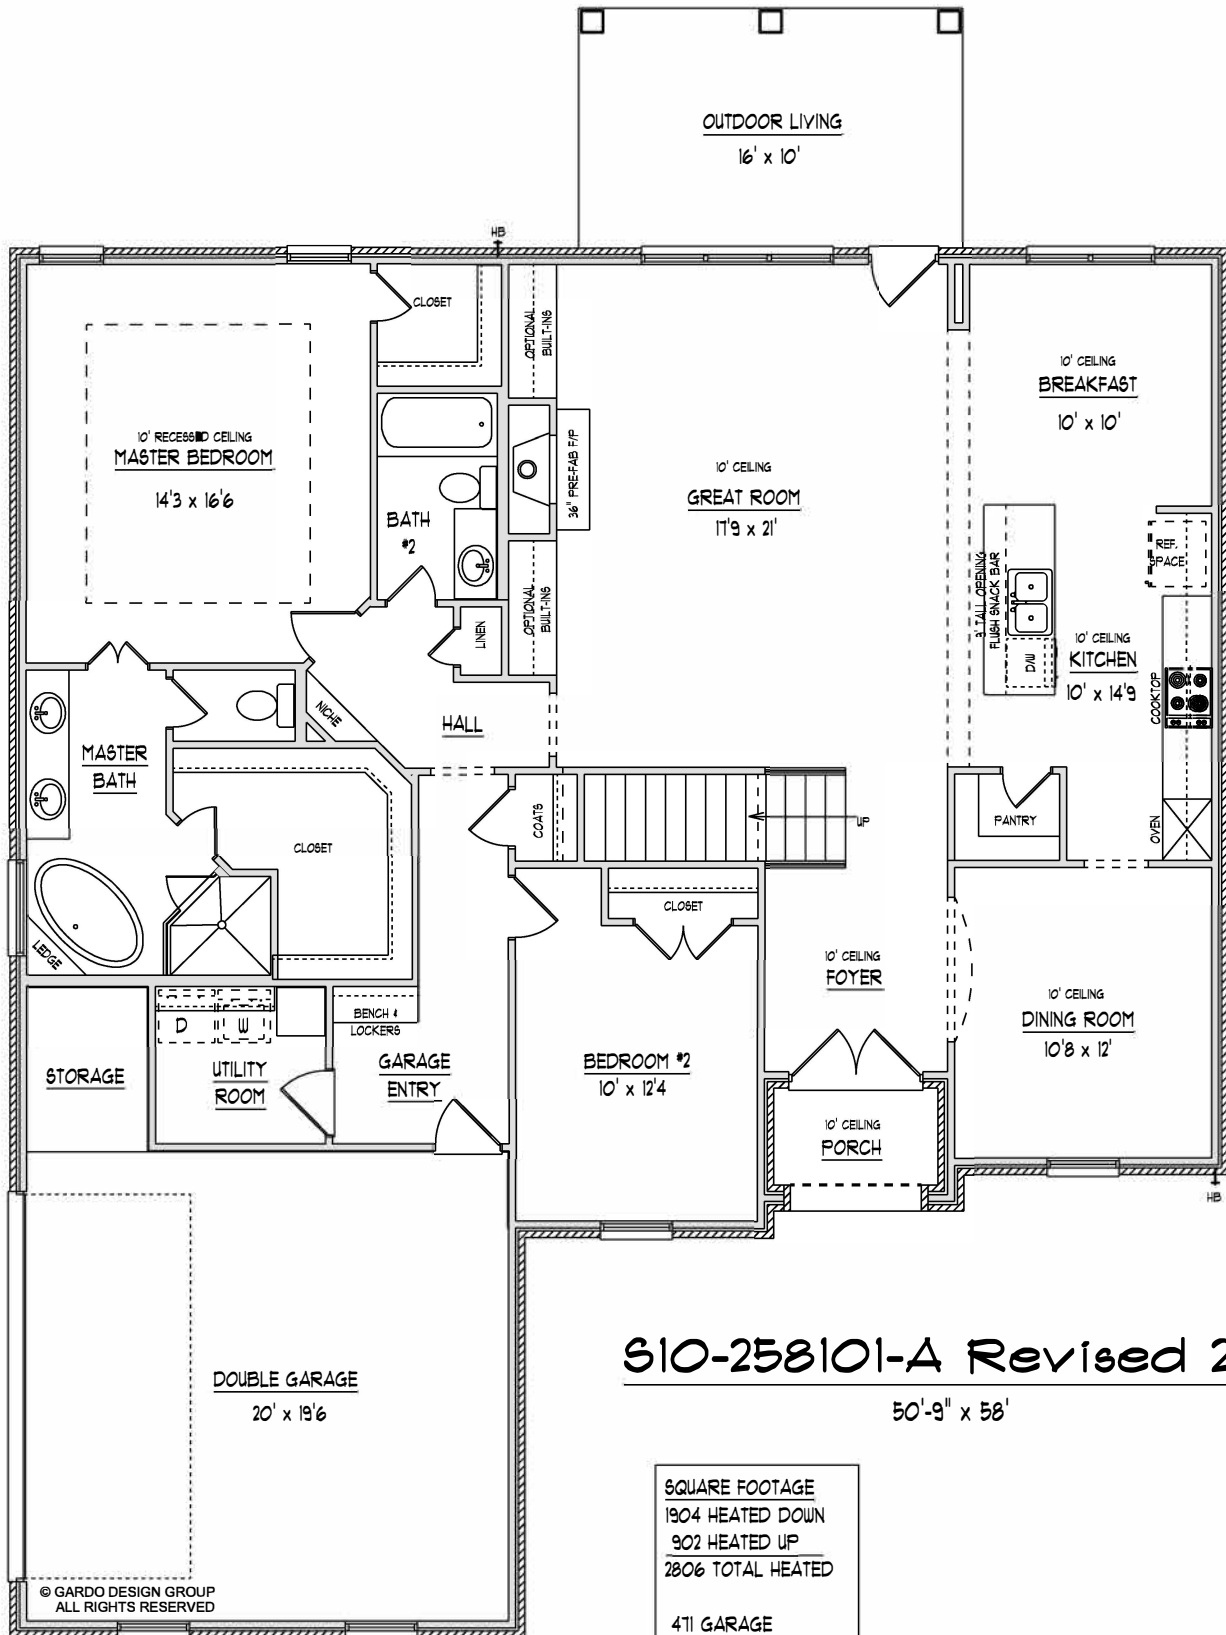 OUTDOOR LIVING
16' x 10'
HB
CLOSET
OPTIONAL
BUILT-INS
10' CEILING
BREAKFAST
10' x 10'
10' RECESSED CEILING
MASTER BEDROOM
14'3 x 16'6
36" PRE-FAB F/P
10' CEILING
GREAT ROOM
17'9 x 21'
BATH
#2
REF.
SPACE
3' TALL OPENING
FLUSH SNACK BAR
OPTIONAL
BUILT-INS
LINEN
D/W
10' CEILING
KITCHEN
10' x 14'9
COOKTOP
NICHE
HALL
MASTER
BATH
COATS
UP
PANTRY
OVEN
CLOSET
CLOSET
LEDGE
10' CEILING
FOYER
10' CEILING
DINING ROOM
10'8 x 12'
D
W
BENCH &
LOCKERS
STORAGE
UTILITY
ROOM
GARAGE
ENTRY
BEDROOM #2
10' x 12'4
10' CEILING
PORCH
HB
S10-258101-A Revised 2
50'-9" x 58'
DOUBLE GARAGE
20' x 19'6
SQUARE FOOTAGE
1904 HEATED DOWN
902 HEATED UP
2806 TOTAL HEATED
471 GARAGE
© GARDO DESIGN GROUP
ALL RIGHTS RESERVED